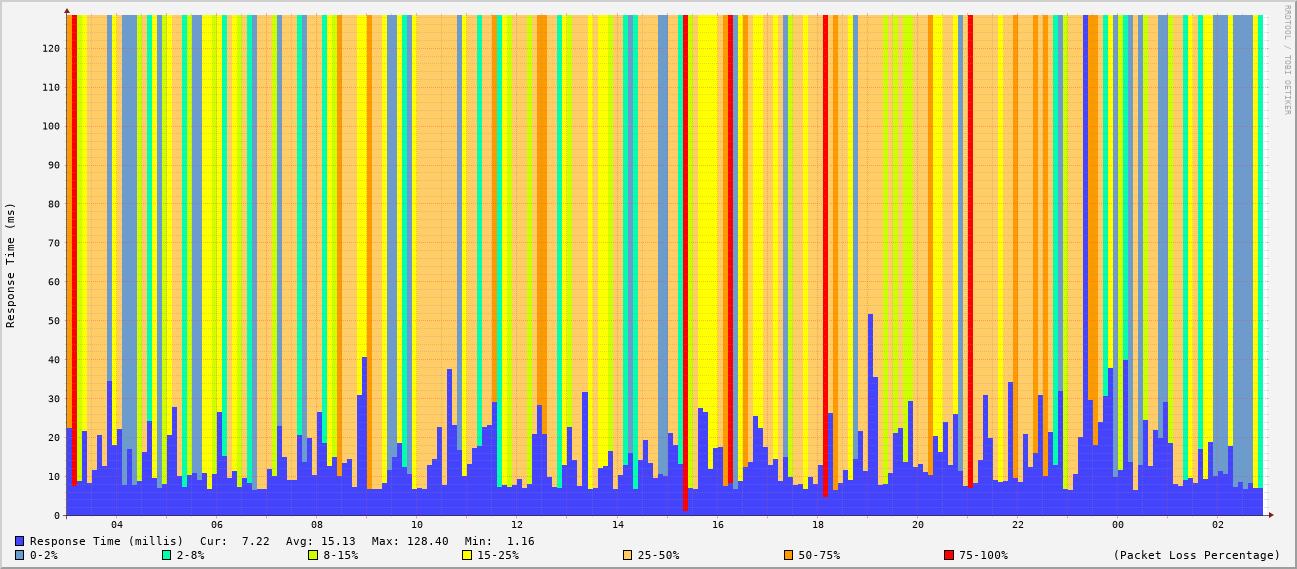 RRDTOOL / TOBI OETIKER
Response Time (ms)
120
110
100
90
80
70
60
50
40
30
20
10
0
04 06 08 10 12 14 16 18 20 22 00 02
Response Time (millis) Cur: 7.22 Avg: 15.13 Max: 128.40 Min: 1.16
0-2% 2-8% 8-15% 15-25% 25-50% 50-75% 75-100% (Packet Loss Percentage)